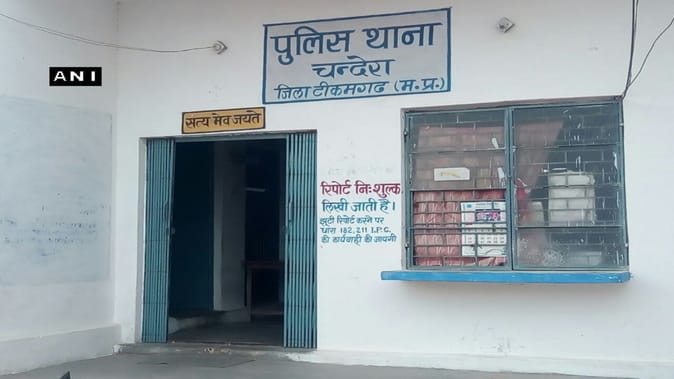 ANI
पुलिस थाना
चन्देरा
जिला टीकमगढ (म.प्र.)
सत्य मेव जयते
रिपोर्ट निःशुल्क
लिखी जाती है।
झूटी रिपोर्ट करने पर
धारा 182, 211 I.P.C.
की कार्यवाही की जायगी